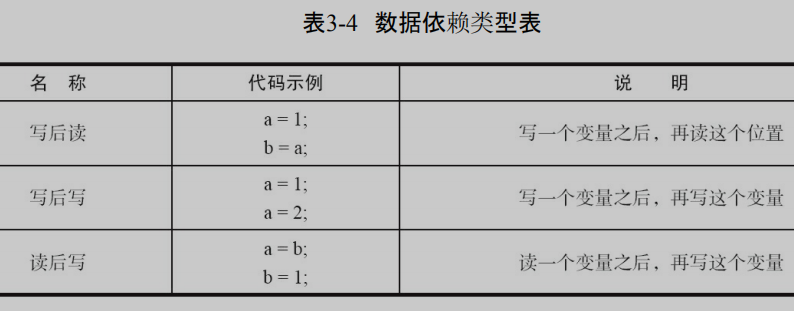 表3-4 数据依赖类型表
名 称 代码示例 说 明
写后读 a = 1; 写一个变量之后，再读这个位置
b = a;
写后写 a = 1; 写一个变量之后，再写这个变量
a = 2;
读后写 a = b; 读一个变量之后，再写这个变量
b = 1;